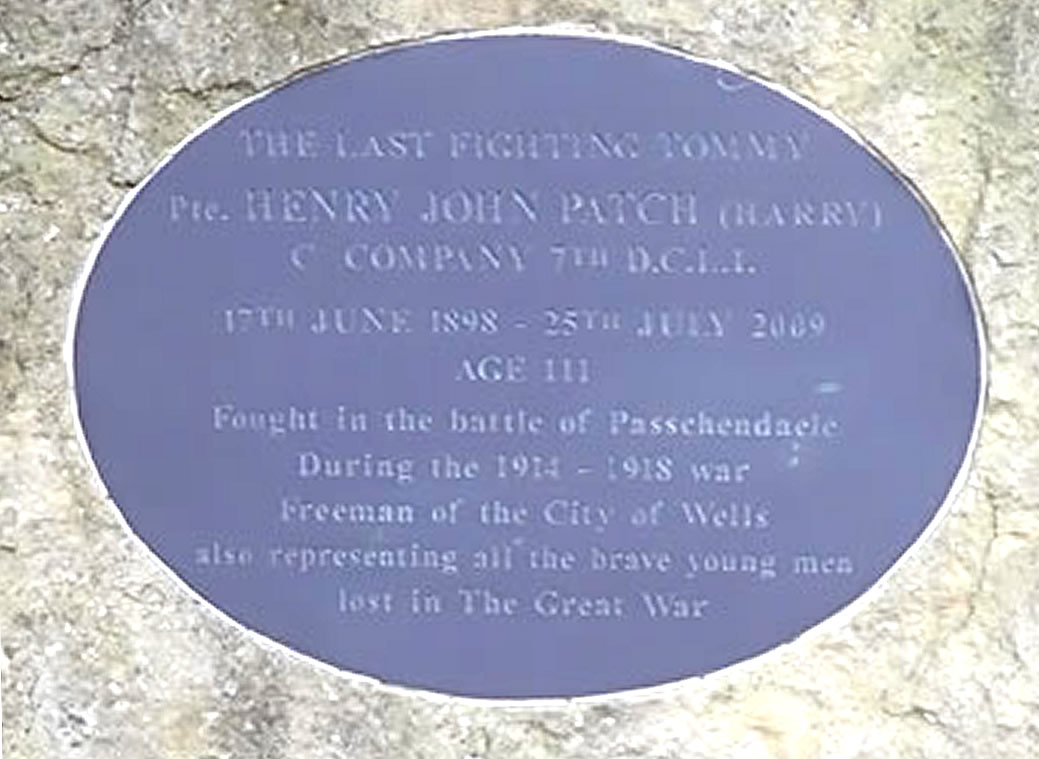 THE LAST FIGHTING TOMMY
Pte. HENRY JOHN PATCH (HARRY)
C COMPANY 7TH D.C.L.I.
17TH JUNE 1898 - 25TH JULY 2009
AGE 111
Fought in the battle of Passchendaele
During the 1914 - 1918 war
Freeman of the City of Wells
also representing all the brave young men
lost in The Great War